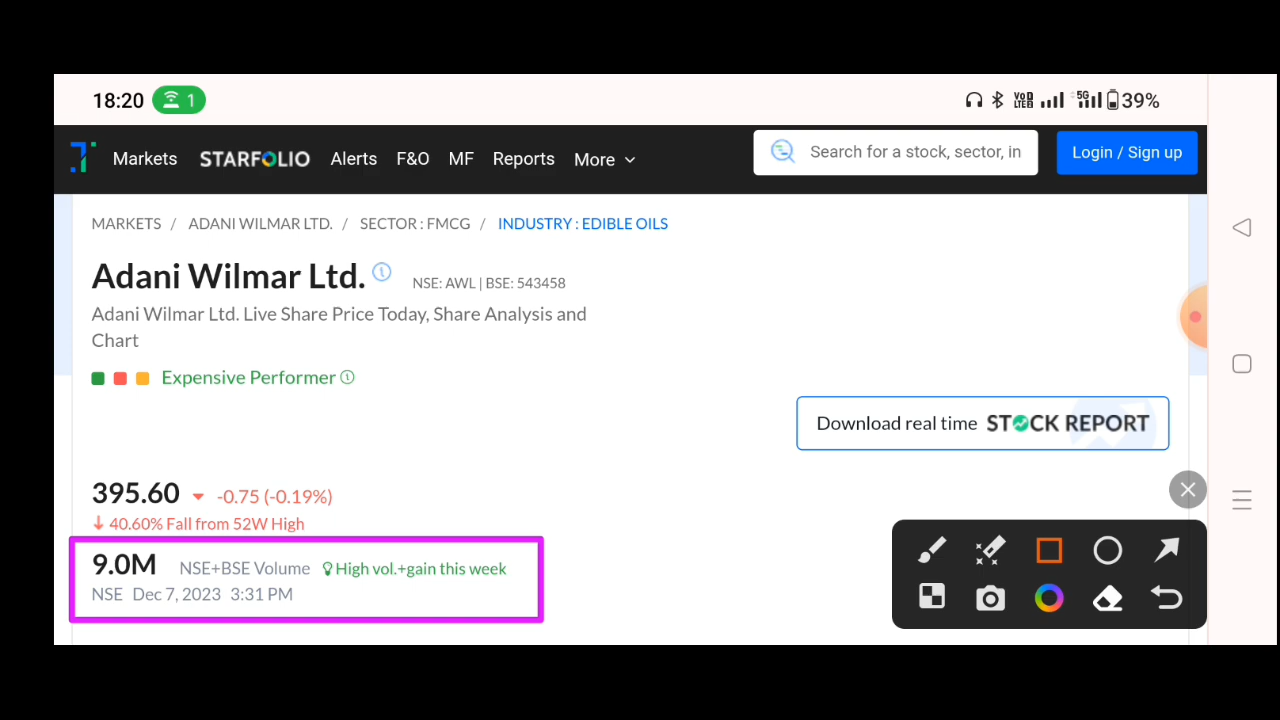 18:20 1 VoD LTEB 5G 39%
Markets STARFOLIO Alerts F&O MF Reports More Search for a stock, sector, in Login / Sign up
MARKETS / ADANI WILMAR LTD. / SECTOR : FMCG / INDUSTRY : EDIBLE OILS
Adani Wilmar Ltd. NSE: AWL | BSE: 543458
Adani Wilmar Ltd. Live Share Price Today, Share Analysis and
Chart
Expensive Performer
Download real time STOCK REPORT
395.60 -0.75 (-0.19%)
40.60% Fall from 52W High
9.0M NSE+BSE Volume High vol.+gain this week
NSE Dec 7, 2023 3:31 PM